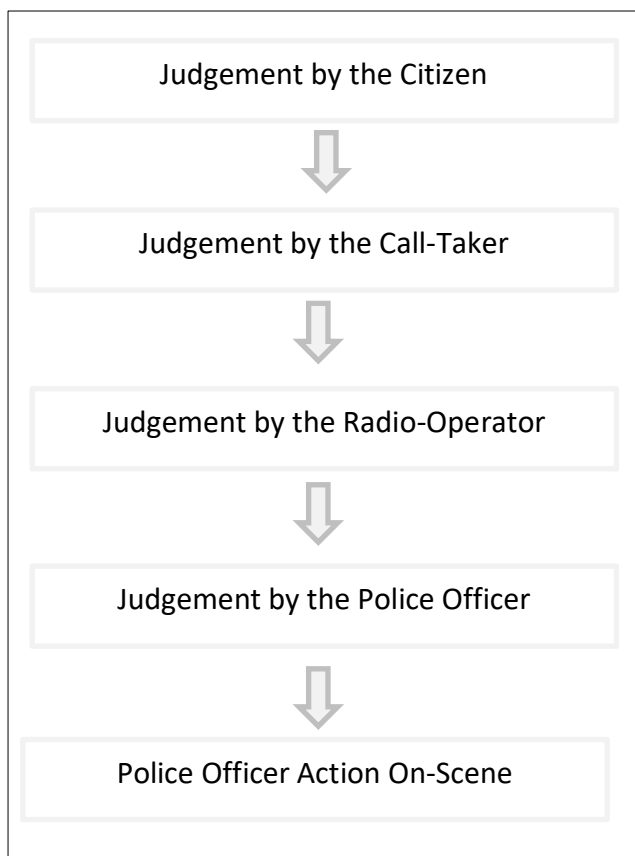 Judgement by the Citizen
Judgement by the Call-Taker
Judgement by the Radio-Operator
Judgement by the Police Officer
Police Officer Action On-Scene